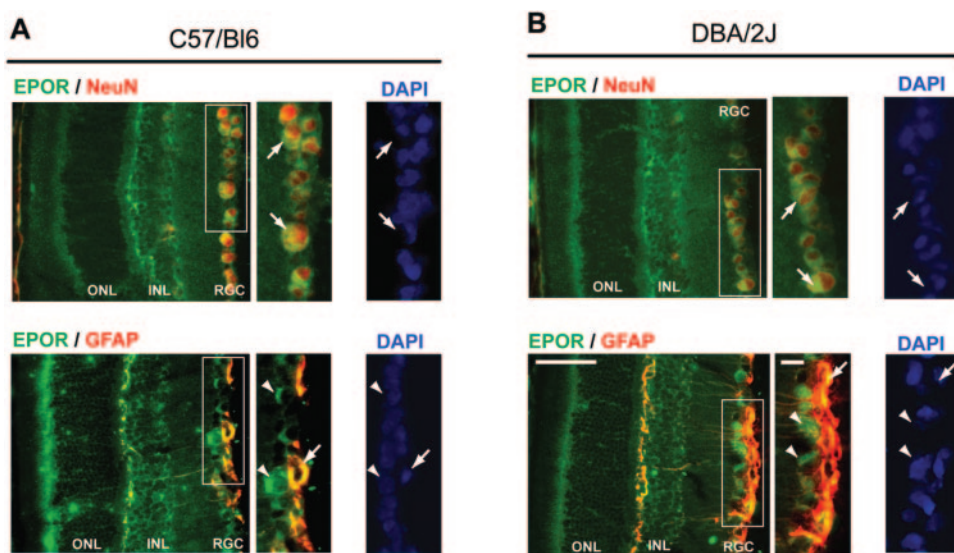 A
C57/Bl6
EPOR / NeuN
DAPI
ONL
INL
RGC
EPOR / GFAP
DAPI
ONL
INL
RGC
B
DBA/2J
EPOR / NeuN
DAPI
RGC
ONL
INL
EPOR / GFAP
DAPI
ONL
INL
RGC